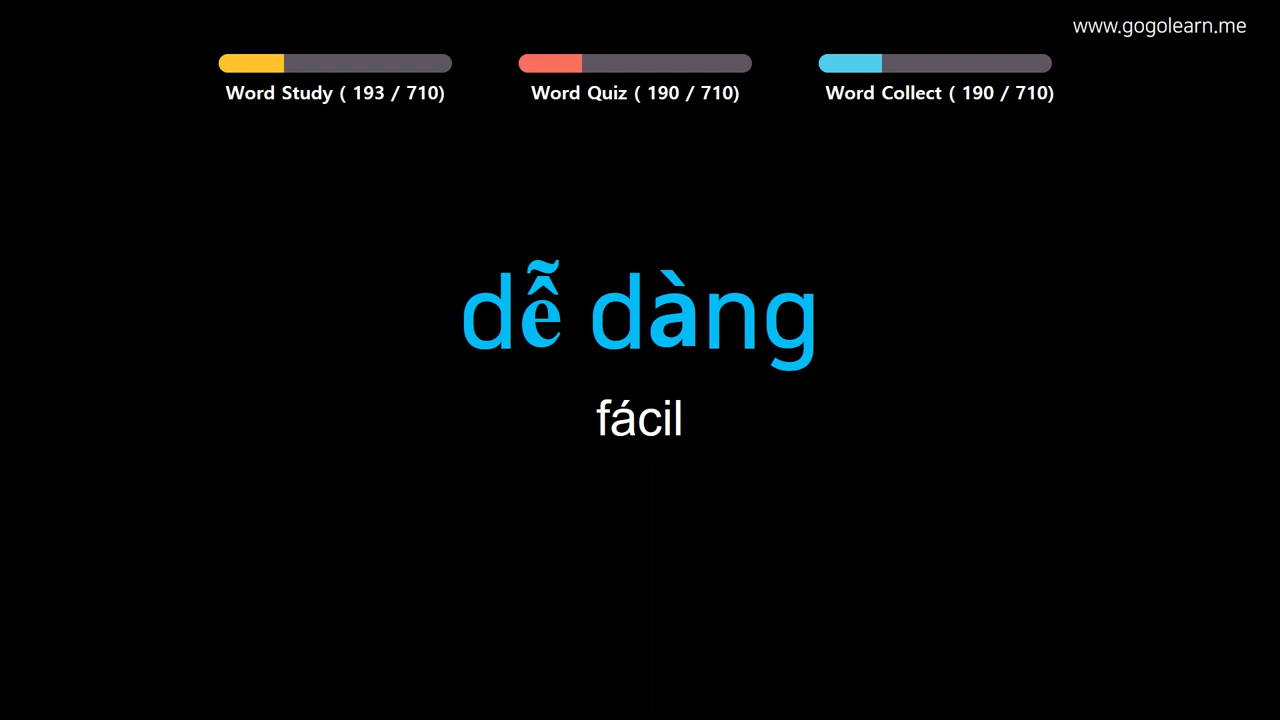 www.gogolearn.me
Word Study ( 193 / 710)
Word Quiz ( 190 / 710)
Word Collect ( 190 / 710)
dễ dàng
fácil